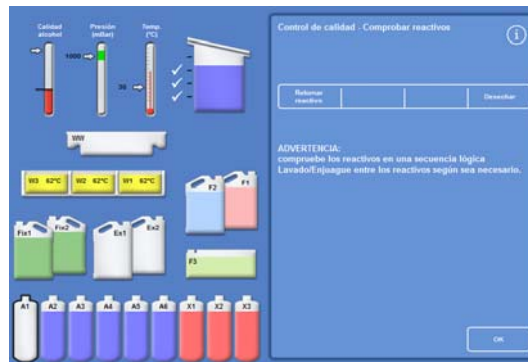 Calidad
alcohol
Presión
(mBar)
Temp.
(°C)
1000
30
WW
W3 62°C
W2 62°C
W1 62°C
F2
F1
Fix1
Fix2
Ex1
Ex2
F3
A1
A2
A3
A4
A5
A6
X1
X2
X3
Control de calidad - Comprobar reactivos
i
Retomar
reactivo
Desechar
ADVERTENCIA:
compruebe los reactivos en una secuencia lógica
Lavado/Enjuague entre los reactivos según sea necesario.
OK